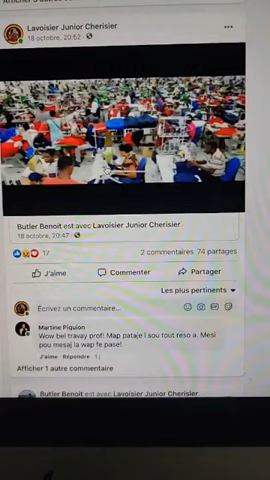 Lavoisier Junior Cherisier
18 octobre, 20:52
Butler Benoit est avec Lavoisier Junior Cherisier.
18 octobre, 20:47
17
2 commentaires 74 partages
J'aime Commenter Partager
Les plus pertinents
Écrivez un commentaire...
GIF
Martine Piquion
Wow bel travay prof! Map pataje l sou tout reso a. Mesi
pou mesaj la wap fe pase!
J'aime Répondre 1 j
Afficher 1 autre commentaire
Butler Benoit est avec Lavoisier Junior Cherisier